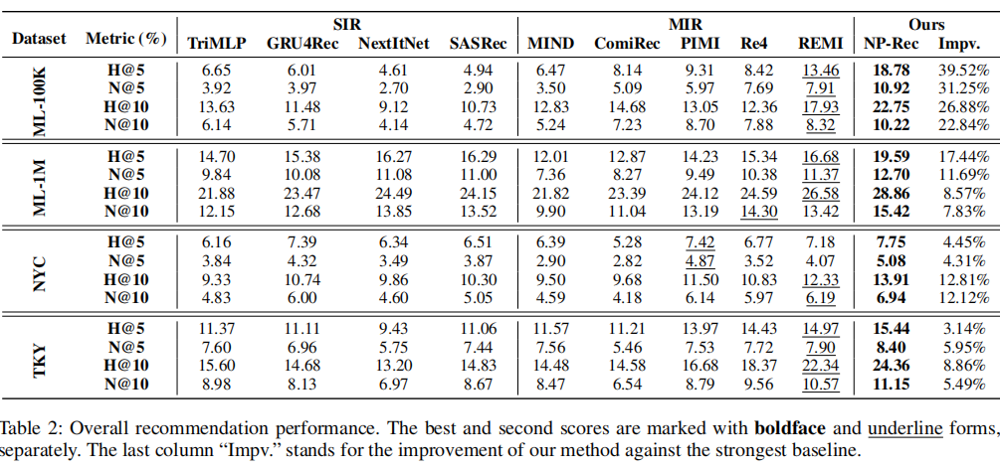 SIR MIR Ours
Dataset Metric (%) TriMLP GRU4Rec NextItNet SASRec MIND ComiRec PIMI Re4 REMI NP-Rec Impv.
ML-100K
H@5 6.65 6.01 4.61 4.94 6.47 8.14 9.31 8.42 13.46 18.78 39.52%
N@5 3.92 3.97 2.70 2.90 3.50 5.09 5.97 7.69 7.91 10.92 31.25%
H@10 13.63 11.48 9.12 10.73 12.83 14.68 13.05 12.36 17.93 22.75 26.88%
N@10 6.14 5.71 4.14 4.72 5.24 7.23 8.70 7.88 8.32 10.22 22.84%
ML-1M
H@5 14.70 15.38 16.27 16.29 12.01 12.87 14.23 15.34 16.68 19.59 17.44%
N@5 9.84 10.08 11.08 11.00 7.36 8.27 9.49 10.38 11.37 12.70 11.69%
H@10 21.88 23.47 24.49 24.15 21.82 23.39 24.12 24.59 26.58 28.86 8.57%
N@10 12.15 12.68 13.85 13.52 9.90 11.04 13.19 14.30 13.42 15.42 7.83%
NYC
H@5 6.16 7.39 6.34 6.51 6.39 5.28 7.42 6.77 7.18 7.75 4.45%
N@5 3.84 4.32 3.49 3.87 2.90 2.82 4.87 3.52 4.07 5.08 4.31%
H@10 9.33 10.74 9.86 10.30 9.50 9.68 11.50 10.83 12.33 13.91 12.81%
N@10 4.83 6.00 4.60 5.05 4.59 4.18 6.14 5.97 6.19 6.94 12.12%
TKY
H@5 11.37 11.11 9.43 11.06 11.57 11.21 13.97 14.43 14.97 15.44 3.14%
N@5 7.60 6.96 5.75 7.44 7.56 5.46 7.53 7.72 7.90 8.40 5.95%
H@10 15.60 14.68 13.20 14.83 14.48 14.58 16.68 18.37 22.34 24.36 8.86%
N@10 8.98 8.13 6.97 8.67 8.47 6.54 8.79 9.56 10.57 11.15 5.49%
Table 2: Overall recommendation performance. The best and second scores are marked with boldface and underline forms,
separately. The last column “Impv.” stands for the improvement of our method against the strongest baseline.